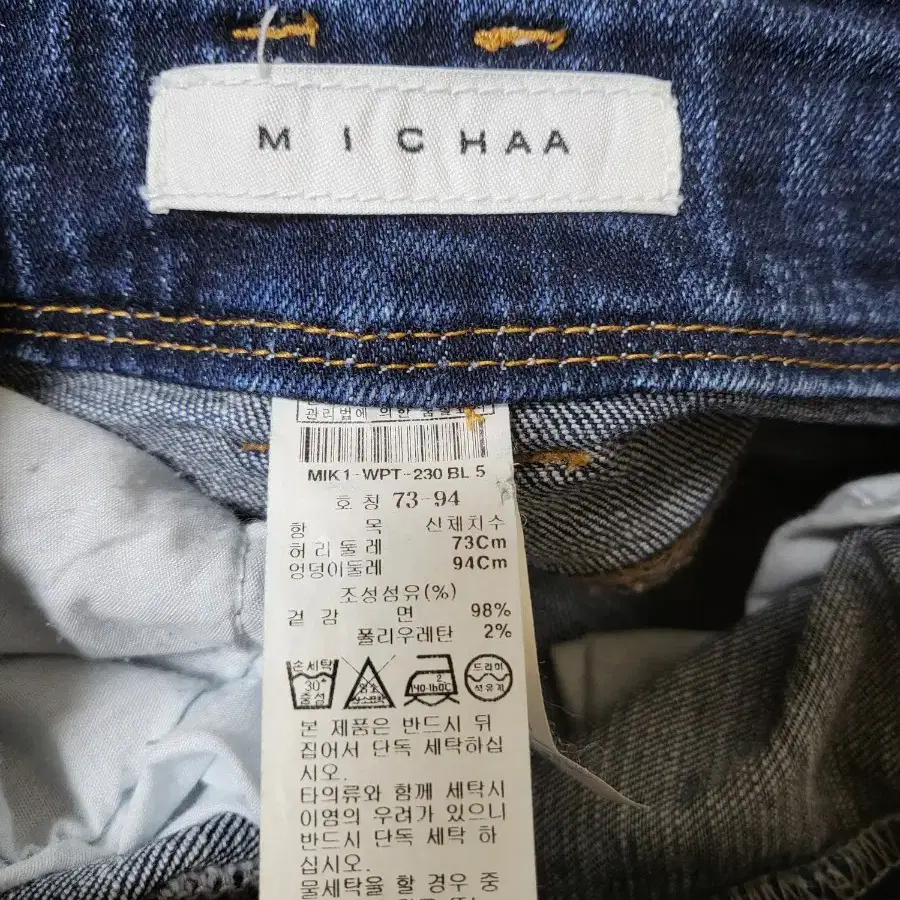 MICHAA
관리법에 의한 품질표
MIK1-WPT-230 BL 5
호칭 73-94
항 목 신체치수
허리둘레 73Cm
엉덩이둘레 94Cm
조성섬유(%)
겉감 면 98%
폴리우레탄 2%
손세탁 30° 중성
140-160℃ 2
드라이 석유계
본 제품은 반드시 뒤
집어서 단독 세탁하십
시오.
타의류와 함께 세탁시
이염의 우려가 있으니
반드시 단독 세탁 하
십시오.
물세탁을 할 경우 중